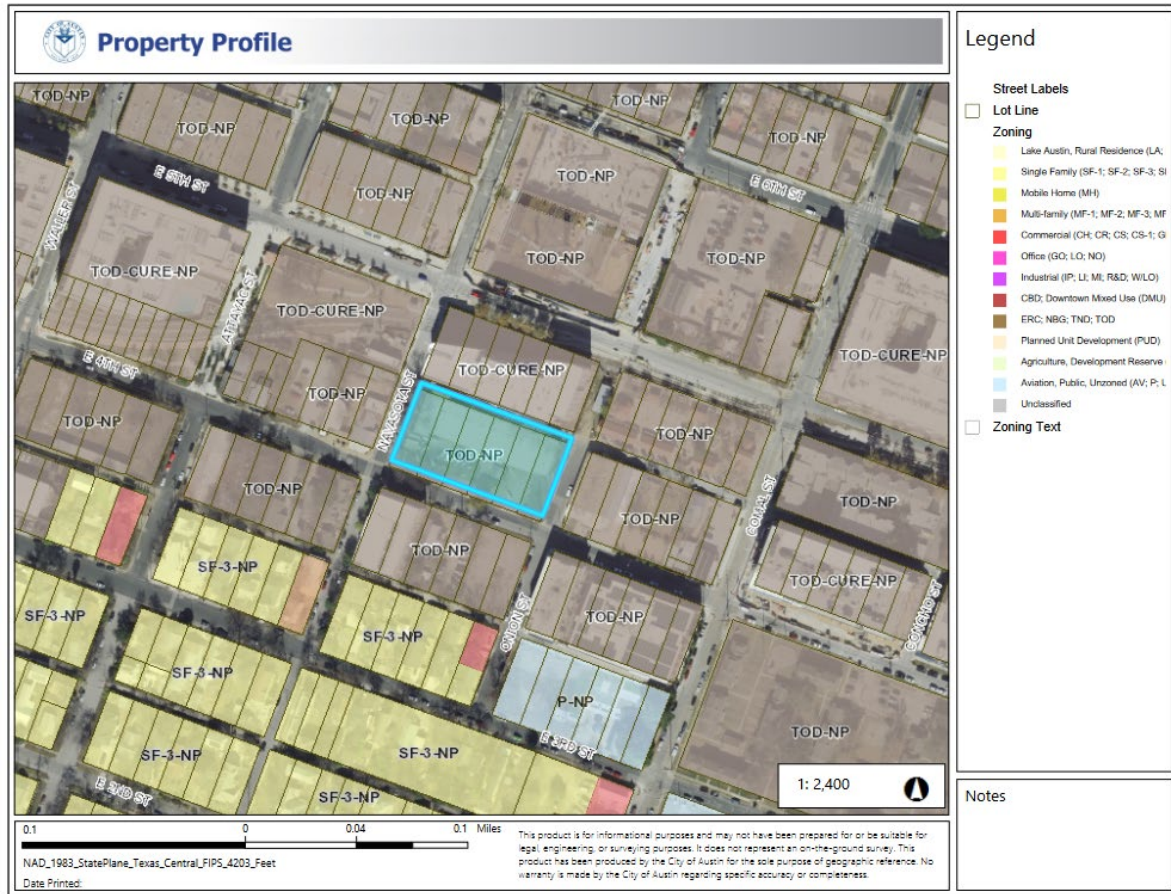 CITY OF AUSTIN
Property Profile
TOD-NP
TOD-NP
TOD-NP
TOD-NP
TOD-NP
E 5TH ST
WALLER ST
TOD-NP
TOD-NP
E 6TH ST
TOD-CURE-NP
ATTAYAC ST
TOD-NP
TOD-NP
TOD-CURE-NP
TOD-CURE-NP
E 4TH ST
TOD-NP
TOD-CURE-NP
NAVASOTA ST
TOD-NP
TOD-NP
TOD-NP
TOD-NP
TOD-NP
TOD-NP
TOD-NP
COMAL ST
SF-3-NP
TOD-NP
TOD-CURE-NP
CONCHO ST
SF-3-NP
SF-3-NP
ONION ST
TOD-NP
SF-3-NP
P-NP
SF-3-NP
SF-3-NP
E 3RD ST
TOD-NP
E 2ND ST
SF-3-NP
1: 2,400
0.1 0 0.04 0.1 Miles
NAD_1983_StatePlane_Texas_Central_FIPS_4203_Feet
Date Printed:
This product is for informational purposes and may not have been prepared for or be suitable for
legal, engineering, or surveying purposes. It does not represent an on-the-ground survey. This
product has been produced by the City of Austin for the sole purpose of geographic reference. No
warranty is made by the City of Austin regarding specific accuracy or completeness.
Legend
Street Labels
Lot Line
Zoning
Lake Austin, Rural Residence (LA;
Single Family (SF-1; SF-2; SF-3; SI
Mobile Home (MH)
Multi-family (MF-1; MF-2; MF-3; MF
Commercial (CH; CR; CS; CS-1; G
Office (GO; LO; NO)
Industrial (IP; LI; MI; R&D; W/LO)
CBD; Downtown Mixed Use (DMU)
ERC; NBG; TND; TOD
Planned Unit Development (PUD)
Agriculture, Development Reserve
Aviation, Public, Unzoned (AV; P; L
Unclassified
Zoning Text
Notes